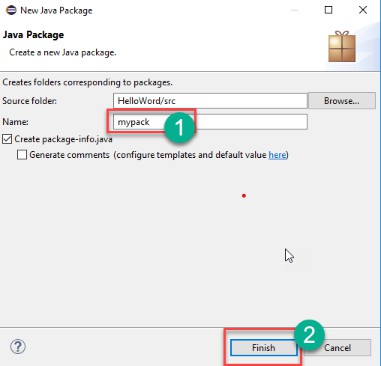 New Java Package
Java Package
Create a new Java package.
Creates folders corresponding to packages.
Source folder: HelloWord/src Browse...
Name: mypack 1
Create package-info.java
Generate comments (configure templates and default value here)
2
? Finish Cancel